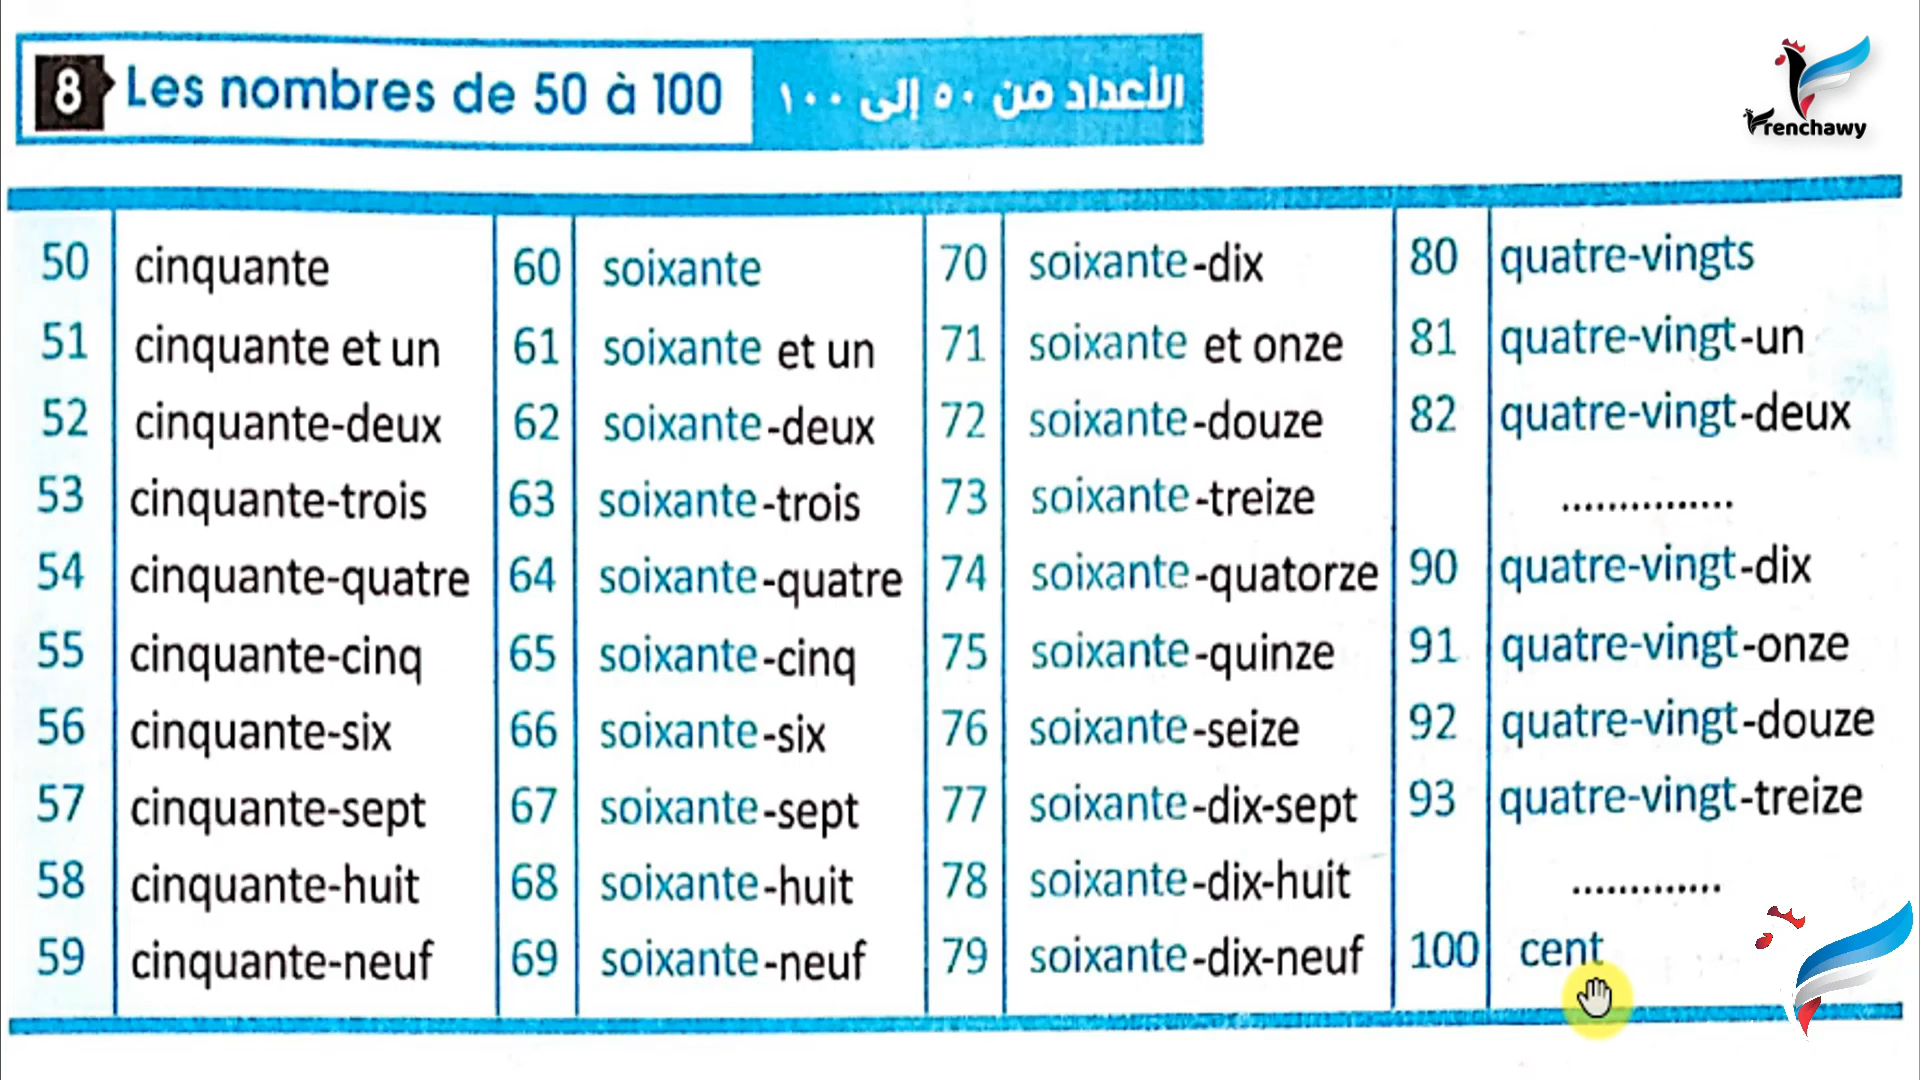 8 Les nombres de 50 à 100 الأعداد من ٥٠ إلى ١٠٠
Frenchawy
50 cinquante 60 soixante 70 soixante-dix 80 quatre-vingts
51 cinquante et un 61 soixante et un 71 soixante et onze 81 quatre-vingt-un
52 cinquante-deux 62 soixante-deux 72 soixante-douze 82 quatre-vingt-deux
53 cinquante-trois 63 soixante-trois 73 soixante-treize ...............
54 cinquante-quatre 64 soixante-quatre 74 soixante-quatorze 90 quatre-vingt-dix
55 cinquante-cinq 65 soixante-cinq 75 soixante-quinze 91 quatre-vingt-onze
56 cinquante-six 66 soixante-six 76 soixante-seize 92 quatre-vingt-douze
57 cinquante-sept 67 soixante-sept 77 soixante-dix-sept 93 quatre-vingt-treize
58 cinquante-huit 68 soixante-huit 78 soixante-dix-huit .............
59 cinquante-neuf 69 soixante-neuf 79 soixante-dix-neuf 100 cent